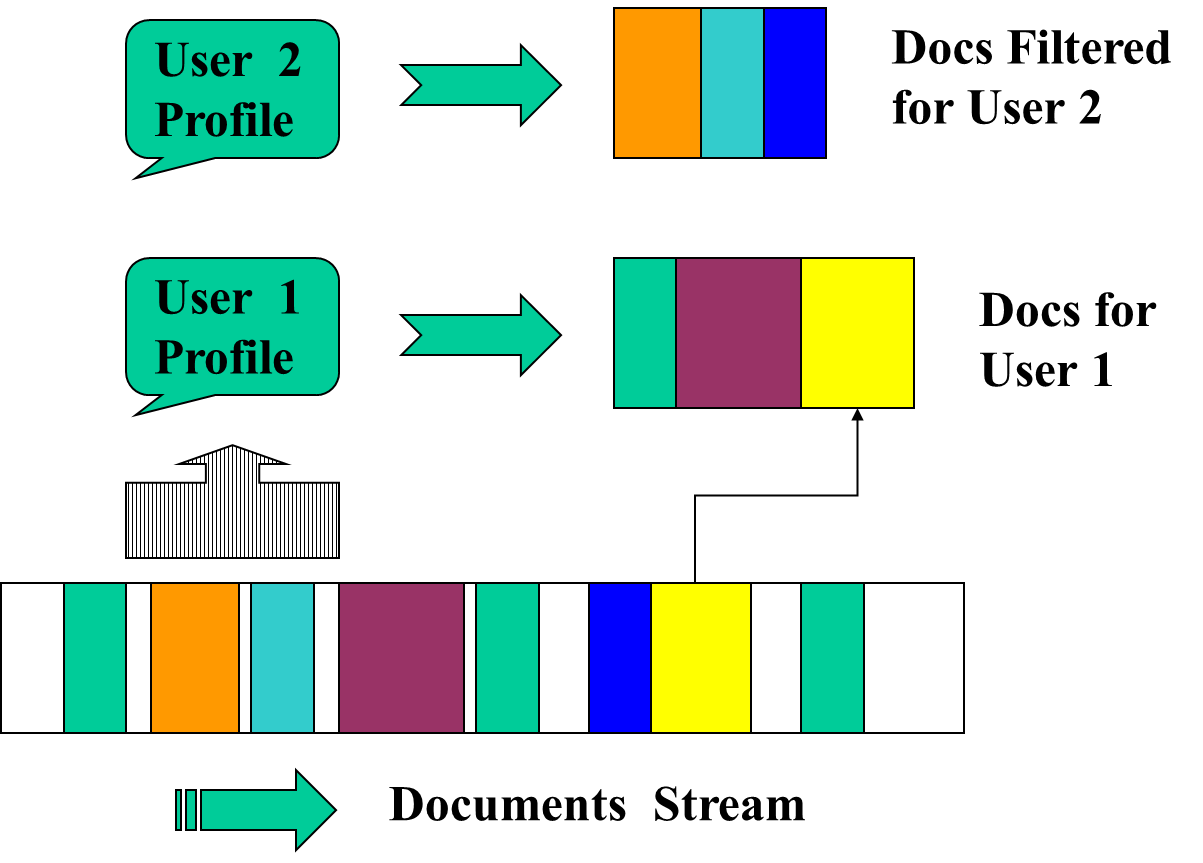 User 2
Profile
Docs Filtered
for User 2
User 1
Profile
Docs for
User 1
Documents Stream